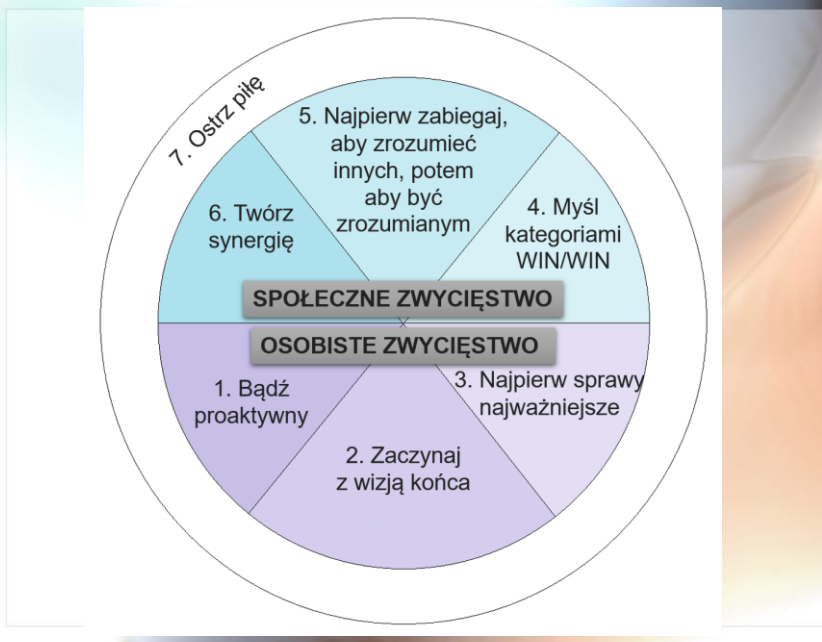 7. Ostrz piłę
5. Najpierw zabiegaj,
aby zrozumieć
innych, potem
aby być
zrozumianym
6. Twórz
synergię
4. Myśl
kategoriami
WIN/WIN
SPOŁECZNE ZWYCIĘSTWO
OSOBISTE ZWYCIĘSTWO
1. Bądź
proaktywny
2. Zaczynaj
z wizją końca
3. Najpierw sprawy
najważniejsze